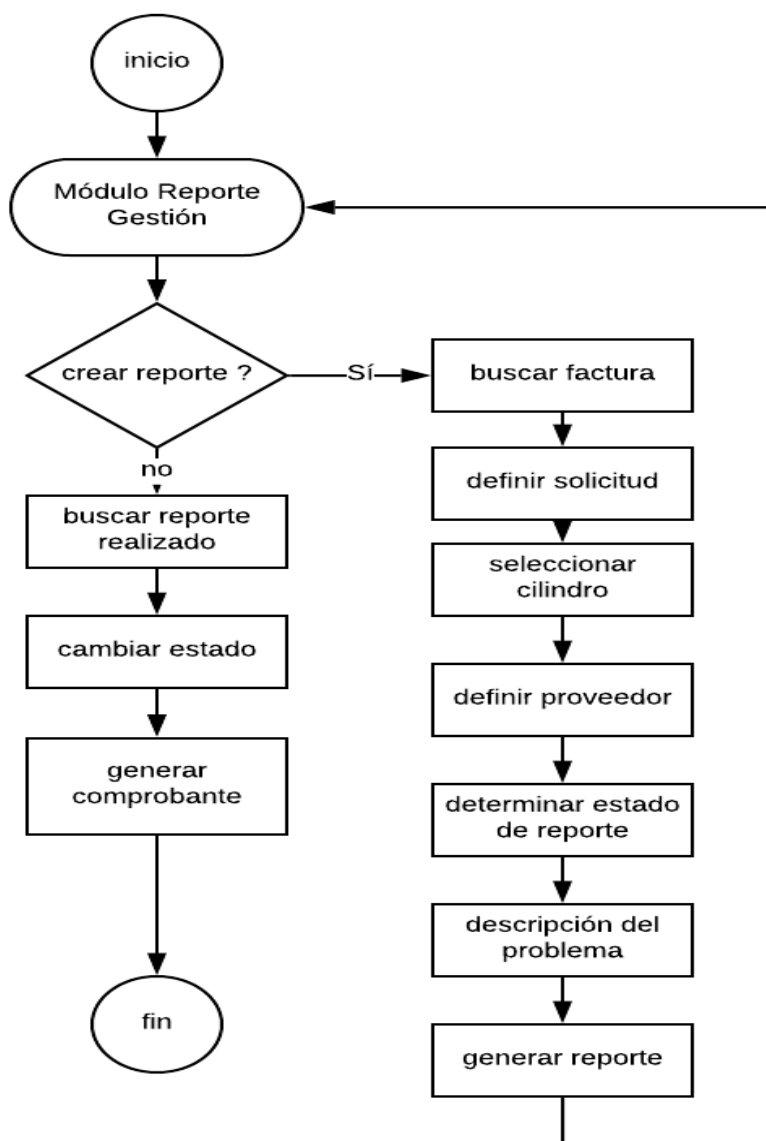 inicio
Módulo Reporte
Gestión
crear reporte ?
Sí
buscar factura
no
definir solicitud
buscar reporte
realizado
seleccionar
cilindro
cambiar estado
definir proveedor
generar
comprobante
determinar estado
de reporte
descripción del
problema
fin
generar reporte